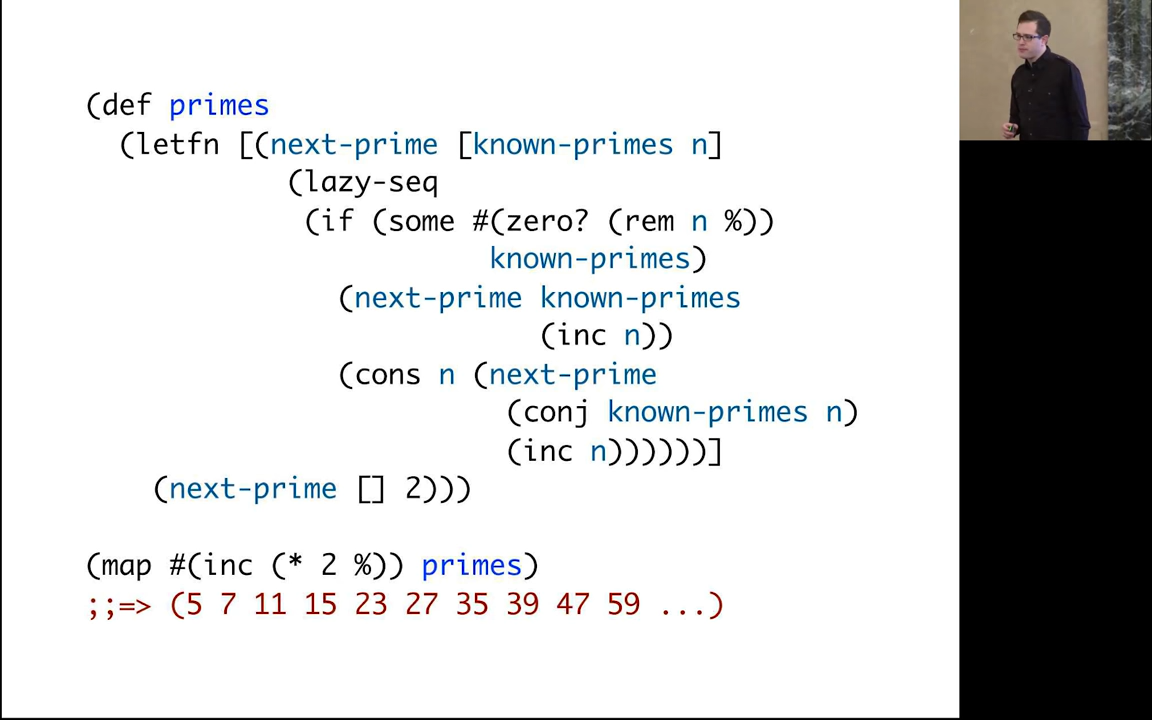 (def primes
(letfn [(next-prime [known-primes n]
(lazy-seq
(if (some #(zero? (rem n %))
known-primes)
(next-prime known-primes
(inc n))
(cons n (next-prime
(conj known-primes n)
(inc n))))))]
(next-prime [] 2)))
(map #(inc (* 2 %)) primes)
;;=> (5 7 11 15 23 27 35 39 47 59 ...)